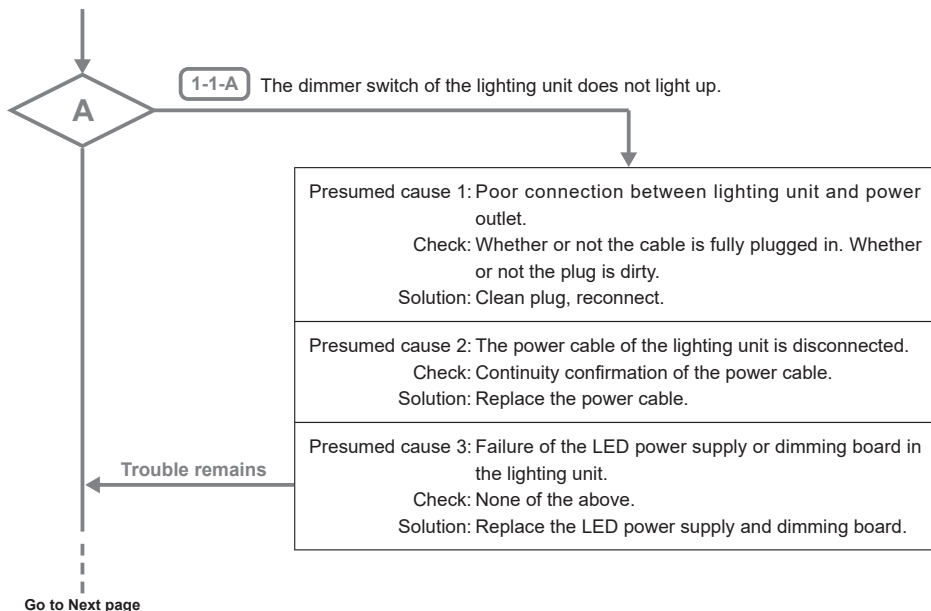 1-1-A The dimmer switch of the lighting unit does not light up.
A
Presumed cause 1: Poor connection between lighting unit and power
outlet.
Check: Whether or not the cable is fully plugged in. Whether
or not the plug is dirty.
Solution: Clean plug, reconnect.
Presumed cause 2: The power cable of the lighting unit is disconnected.
Check: Continuity confirmation of the power cable.
Solution: Replace the power cable.
Presumed cause 3: Failure of the LED power supply or dimming board in
the lighting unit.
Check: None of the above.
Solution: Replace the LED power supply and dimming board.
Trouble remains
Go to Next page